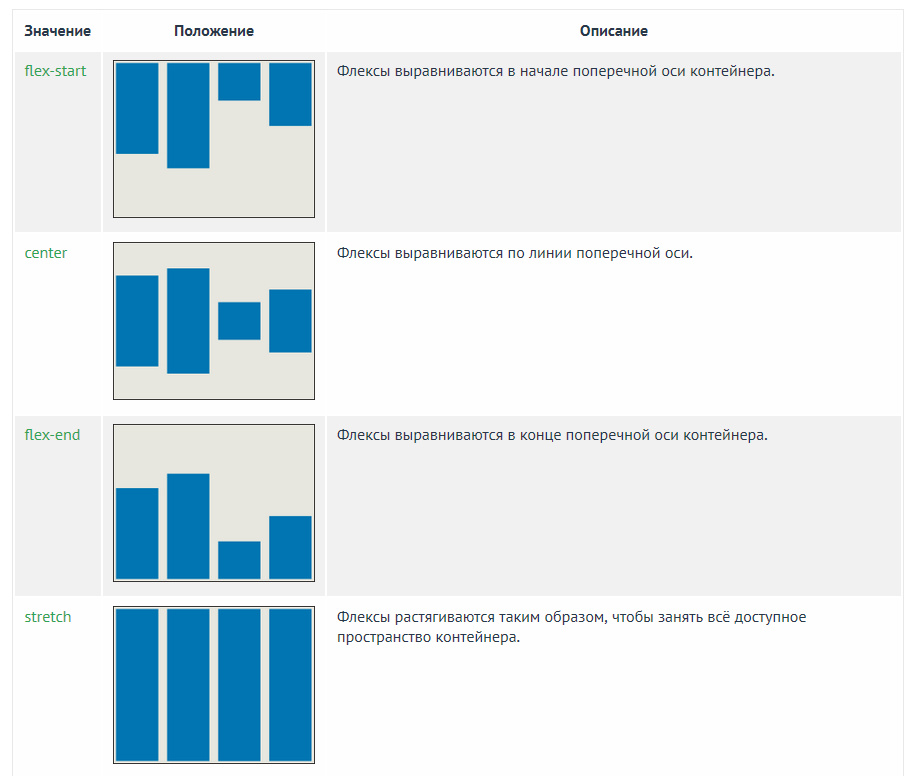 Значение Положение Описание
flex-start Флексы выравниваются в начале поперечной оси контейнера.
center Флексы выравниваются по линии поперечной оси.
flex-end Флексы выравниваются в конце поперечной оси контейнера.
stretch Флексы растягиваются таким образом, чтобы занять всё доступное
пространство контейнера.